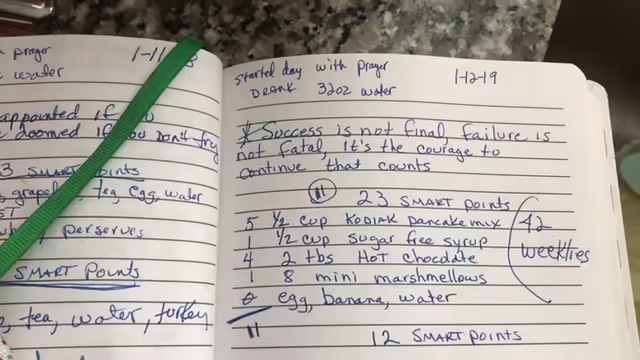 prayer
water
1-11
appointed if you
doomed if you Don't try
3 SMART POINTS
grape, tea, egg, water
perserves
SMART POINTS
tea, water, turkey
Started day with prayer
1-12-19
DRANK 32oz water
* Success is not final, failure is
not Fatal, It's the courage to
continue that counts
11
23 SMART POINTS
5 1/2 cup KODIAK pancake mix
1 1/2 cup sugar free syrup
4 2 tbs HOT chocolate
1 8 mini marshmellows
0 egg, banana, water
11
42
weeklies
12 SMART POINTS